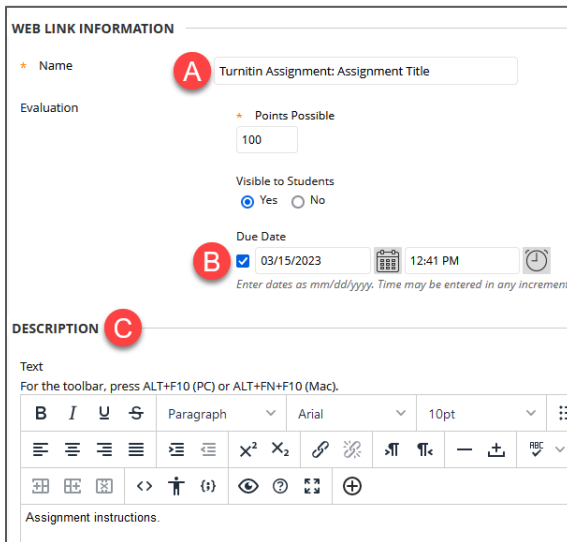 WEB LINK INFORMATION
* Name
A
Turnitin Assignment: Assignment Title
Evaluation
* Points Possible
100
Visible to Students
Yes No
Due Date
B
03/15/2023 12:41 PM
Enter dates as mm/dd/yyyy. Time may be entered in any increment
DESCRIPTION C
Text
For the toolbar, press ALT+F10 (PC) or ALT+FN+F10 (Mac).
B I U S Paragraph Arial 10pt
X² X₂ ¶ ¶ ABC
Assignment instructions.